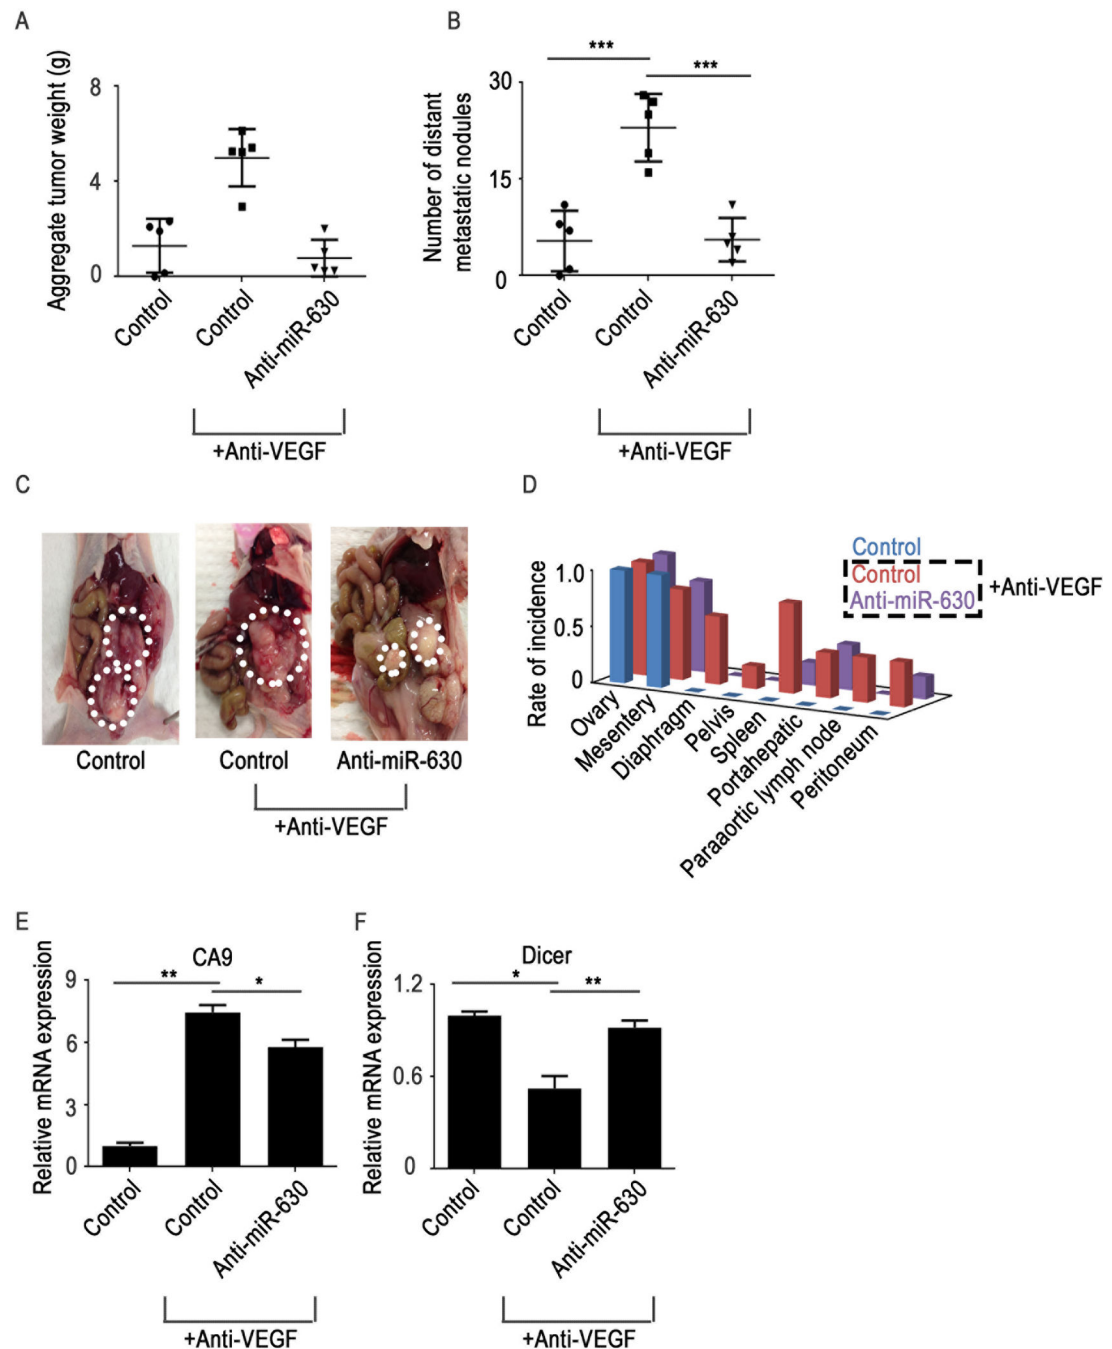 A
Aggregate tumor weight (g)
8
4
0
Control
Control
Anti-miR-630
+Anti-VEGF
B
Number of distant
metastatic nodules
***
***
30
15
0
Control
Control
Anti-miR-630
+Anti-VEGF
C
Control
Control
Anti-miR-630
+Anti-VEGF
D
Rate of incidence
1.0
0.5
0
Control
Control
Anti-miR-630
+Anti-VEGF
Ovary
Mesentery
Diaphragm
Pelvis
Spleen
Portahepatic
Paraaortic lymph node
Peritoneum
E
CA9
Relative mRNA expression
**
*
9
6
3
0
Control
Control
Anti-miR-630
+Anti-VEGF
F
Dicer
Relative mRNA expression
*
**
1.2
0.6
0
Control
Control
Anti-miR-630
+Anti-VEGF